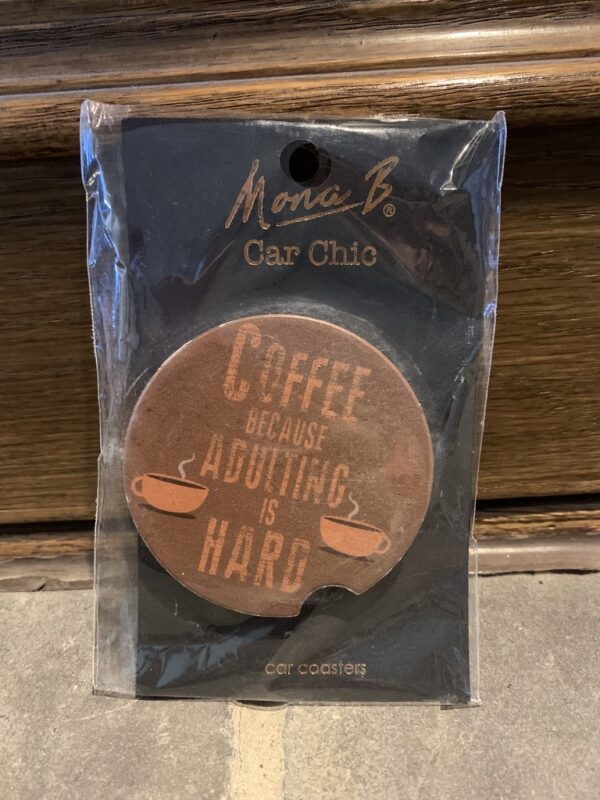 Mona B®
Car Chic
COFFEE
BECAUSE
ADULTING
IS
HARD
car coasters